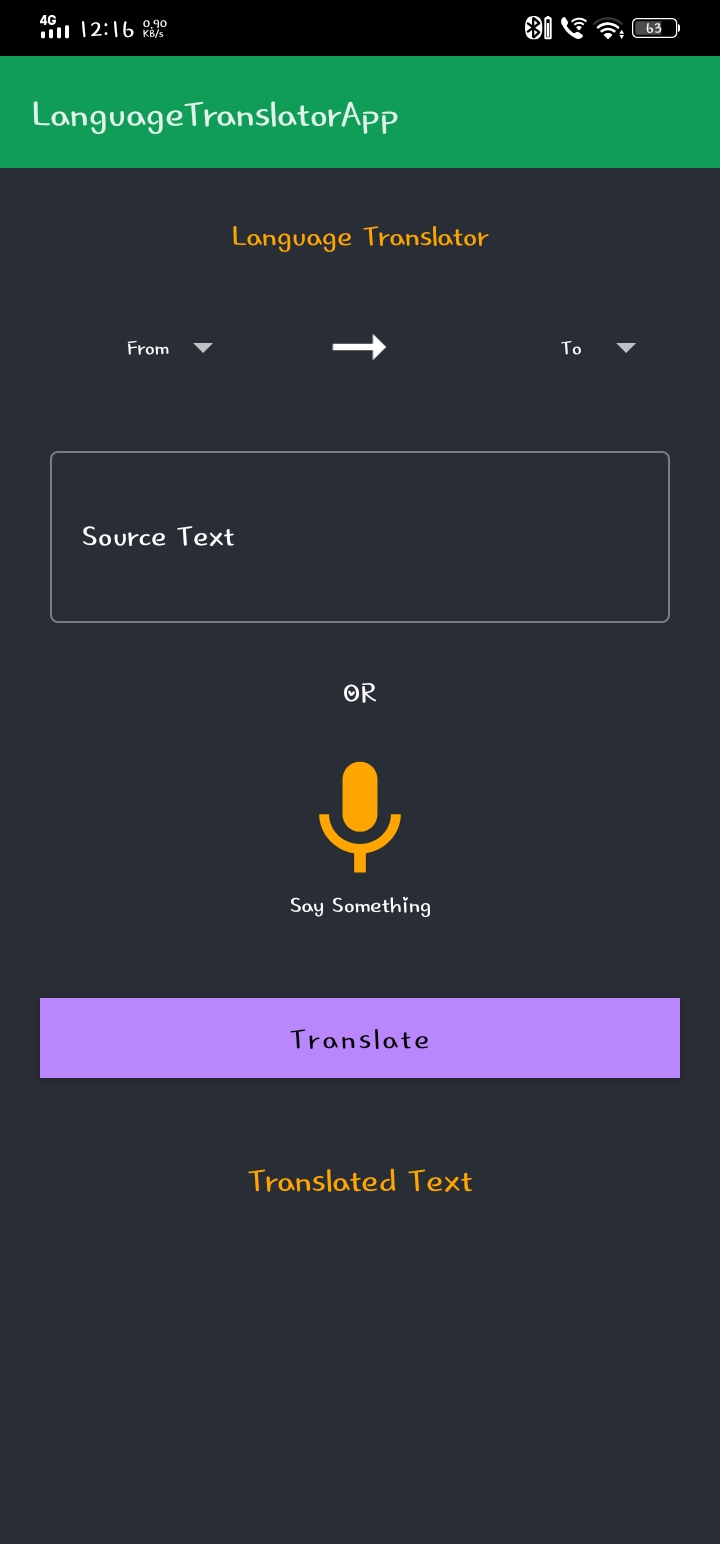 4G 12:16 0.90 KB/s 63
LanguageTranslatorApp
Language Translator
From To
Source Text
OR
Say Something
Translate
Translated Text